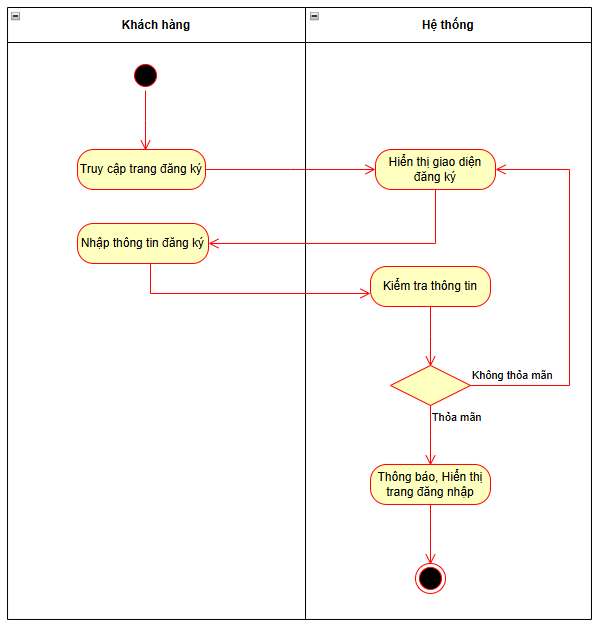 Khách hàng
Hệ thống
Truy cập trang đăng ký
Hiển thị giao diện
đăng ký
Nhập thông tin đăng ký
Kiểm tra thông tin
Không thỏa mãn
Thỏa mãn
Thông báo, Hiển thị
trang đăng nhập